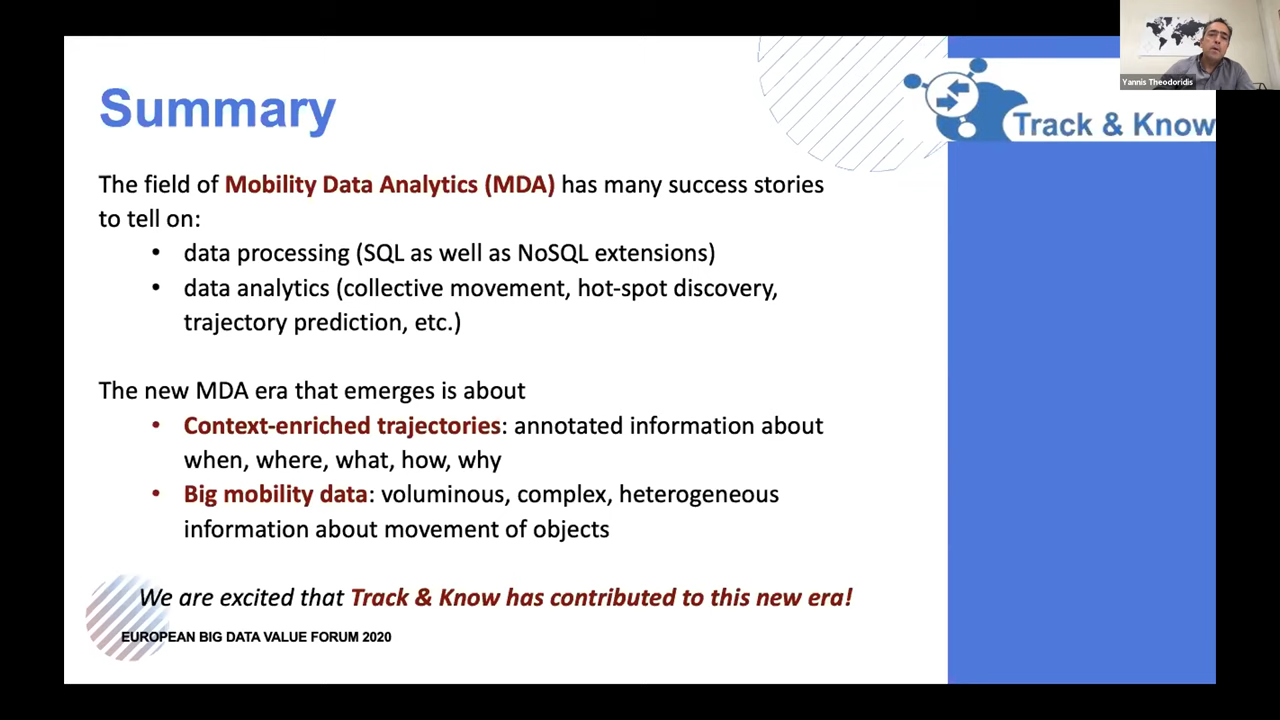 Yannis Theodoridis
Summary
Track & Know
The field of Mobility Data Analytics (MDA) has many success stories
to tell on:
• data processing (SQL as well as NoSQL extensions)
• data analytics (collective movement, hot-spot discovery,
trajectory prediction, etc.)
The new MDA era that emerges is about
• Context-enriched trajectories: annotated information about
when, where, what, how, why
• Big mobility data: voluminous, complex, heterogeneous
information about movement of objects
We are excited that Track & Know has contributed to this new era!
EUROPEAN BIG DATA VALUE FORUM 2020